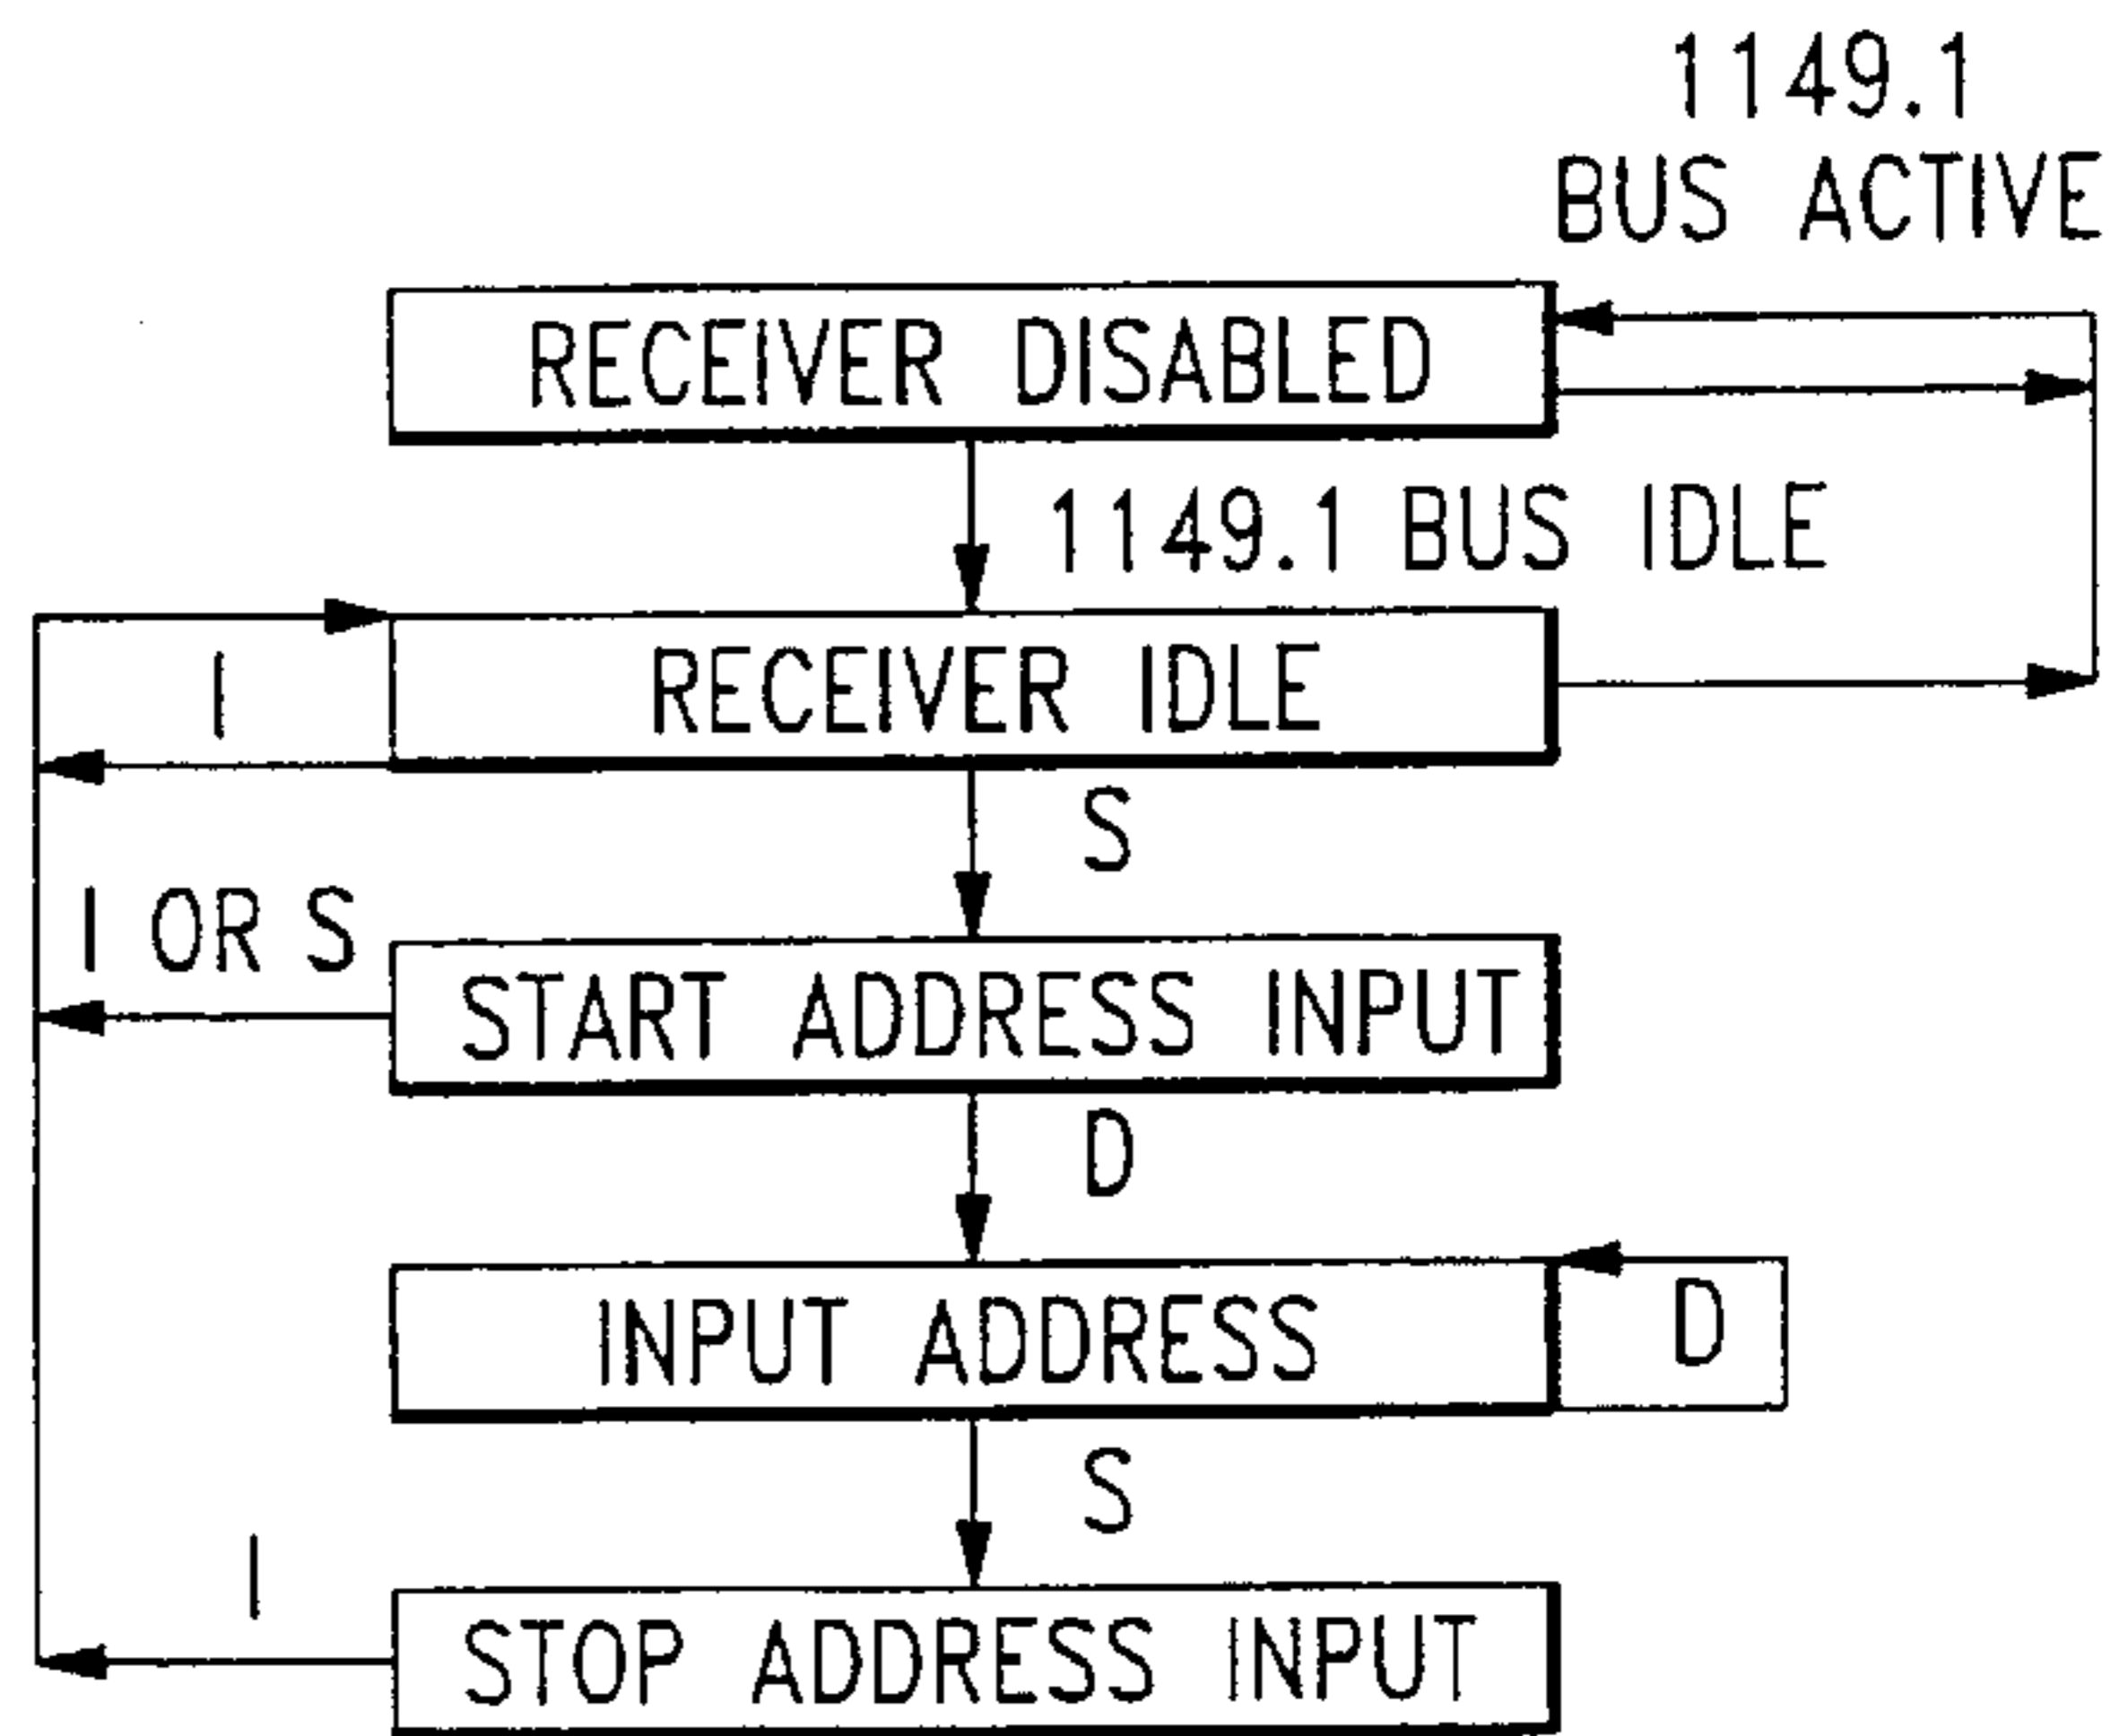 1149.1
BUS ACTIVE
RECEIVER DISABLED
1149.1 BUS IDLE
I
RECEIVER IDLE
S
I OR S
START ADDRESS INPUT
D
INPUT ADDRESS
D
S
I
STOP ADDRESS INPUT